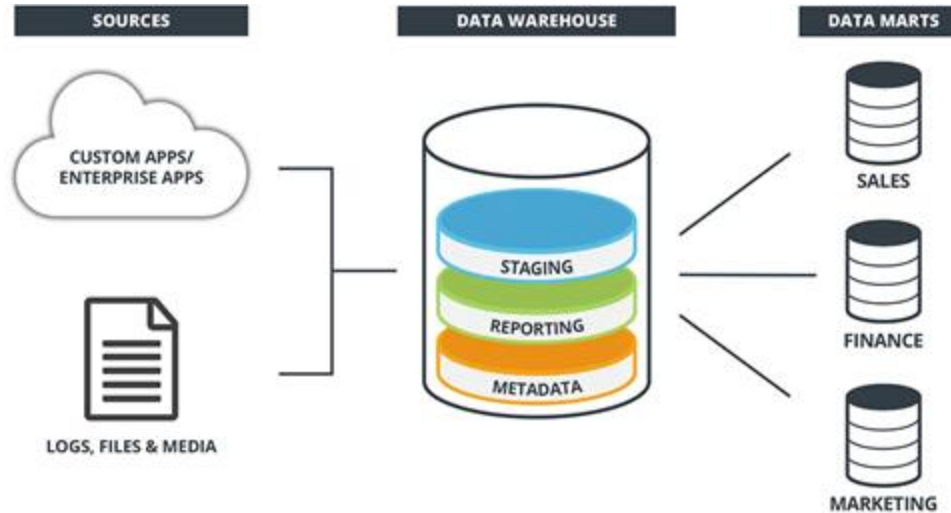 SOURCES
DATA WAREHOUSE
DATA MARTS
CUSTOM APPS/
ENTERPRISE APPS
LOGS, FILES & MEDIA
STAGING
REPORTING
METADATA
SALES
FINANCE
MARKETING